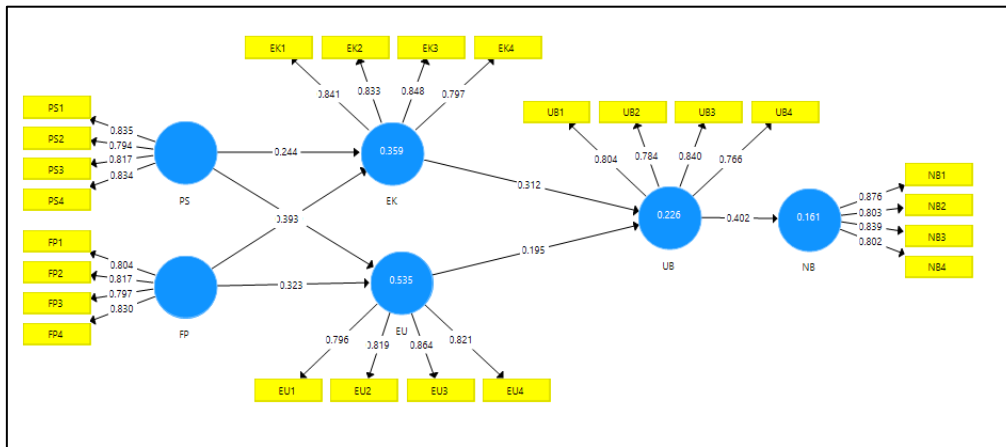 EK1
EK2
EK3
EK4
0.841
0.833
0.848
0.797
PS1
PS2
PS3
PS4
0.835
0.794
0.817
0.834
PS
0.244
0.359
EK
0.393
FP1
FP2
FP3
FP4
0.804
0.817
0.797
0.830
FP
0.323
0.535
EU
0.796
0.819
0.864
0.821
EU1
EU2
EU3
EU4
0.312
0.195
UB1
UB2
UB3
UB4
0.804
0.784
0.840
0.766
0.226
UB
0.402
0.161
NB
0.876
0.803
0.839
0.802
NB1
NB2
NB3
NB4